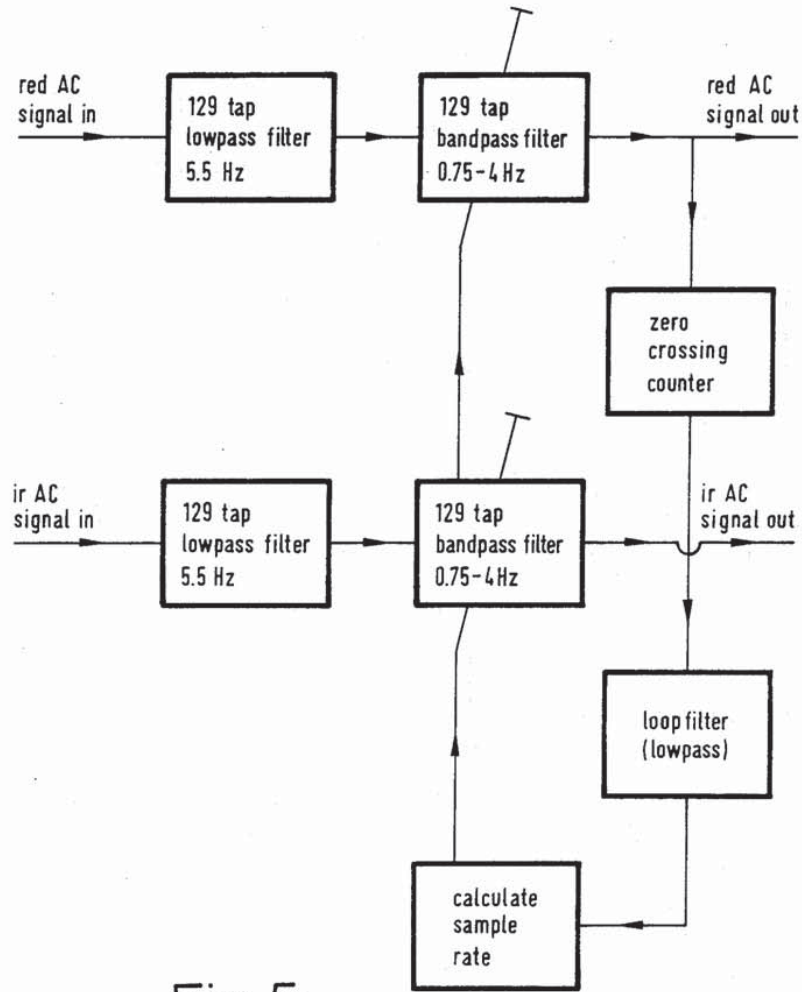 red AC
signal in
129 tap
lowpass filter
5.5 Hz
129 tap
bandpass filter
0.75-4Hz
red AC
signal out
zero
crossing
counter
ir AC
signal in
129 tap
lowpass filter
5.5 Hz
129 tap
bandpass filter
0.75-4Hz
ir AC
signal out
loop filter
(lowpass)
calculate
sample
rate